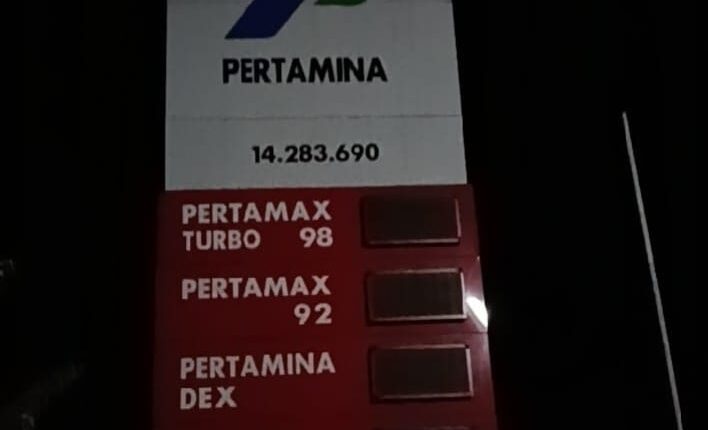 PERTAMINA
14.283.690
PERTAMAX
TURBO 98
PERTAMAX
92
PERTAMINA
DEX